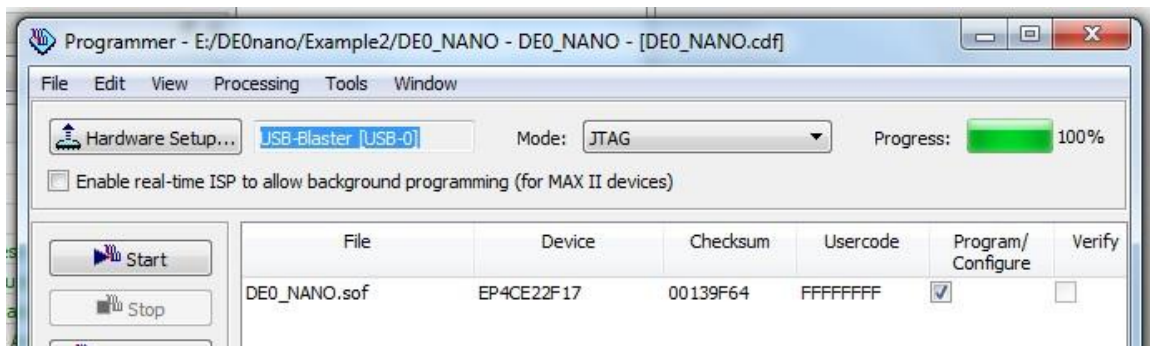 Programmer - E:/DE0nano/Example2/DE0_NANO - DE0_NANO - [DE0_NANO.cdf]
File Edit View Processing Tools Window
Hardware Setup... USB-Blaster [USB-0] Mode: JTAG Progress: 100%
Enable real-time ISP to allow background programming (for MAX II devices)
Start
Stop
File Device Checksum Usercode Program/ Configure Verify
DE0_NANO.sof EP4CE22F17 00139F64 FFFFFFFF